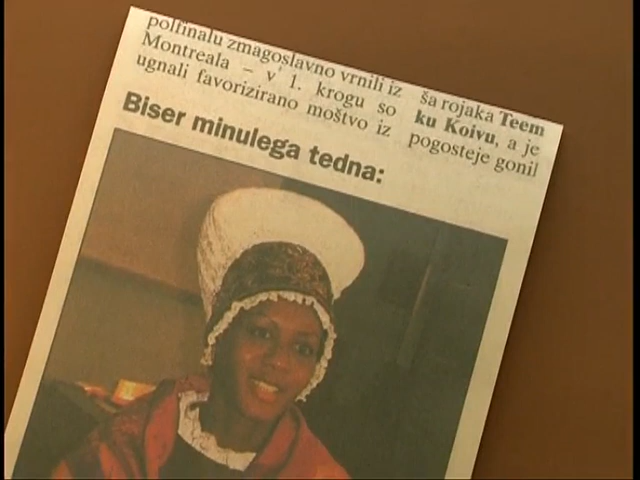 polfinalu zmagoslavno vrnili iz
Montreala – v 1. krogu so
ugnali favorizirano moštvo iz
ša rojaka Teem
ku Koivu, a je
pogosteje gonil
Biser minulega tedna: